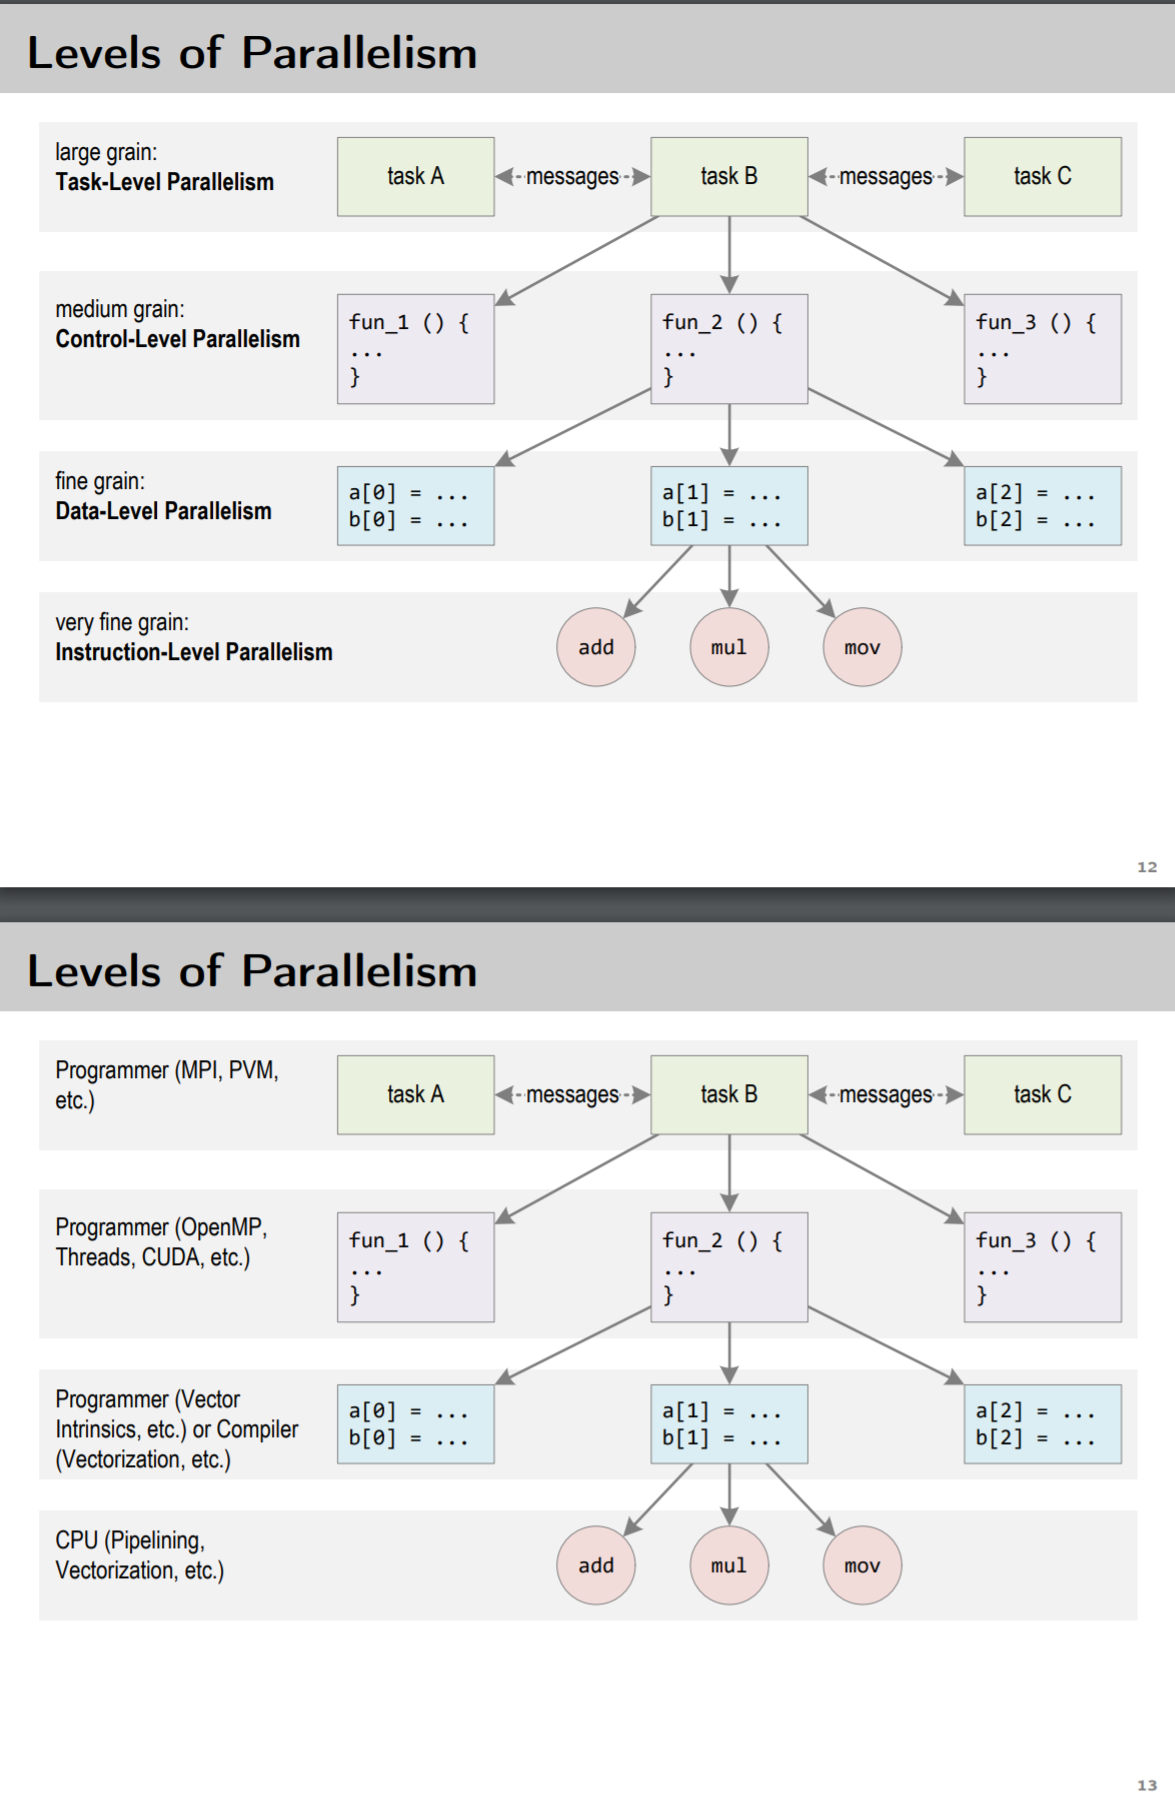 Levels of Parallelism
large grain:
Task-Level Parallelism
task A
messages
task B
messages
task C
medium grain:
Control-Level Parallelism
fun_1 () {
...
}
fun_2 () {
...
}
fun_3 () {
...
}
fine grain:
Data-Level Parallelism
a[0] = ...
b[0] = ...
a[1] = ...
b[1] = ...
a[2] = ...
b[2] = ...
very fine grain:
Instruction-Level Parallelism
add
mul
mov
12
Levels of Parallelism
Programmer (MPI, PVM,
etc.)
task A
messages
task B
messages
task C
Programmer (OpenMP,
Threads, CUDA, etc.)
fun_1 () {
...
}
fun_2 () {
...
}
fun_3 () {
...
}
Programmer (Vector
Intrinsics, etc.) or Compiler
(Vectorization, etc.)
a[0] = ...
b[0] = ...
a[1] = ...
b[1] = ...
a[2] = ...
b[2] = ...
CPU (Pipelining,
Vectorization, etc.)
add
mul
mov
13